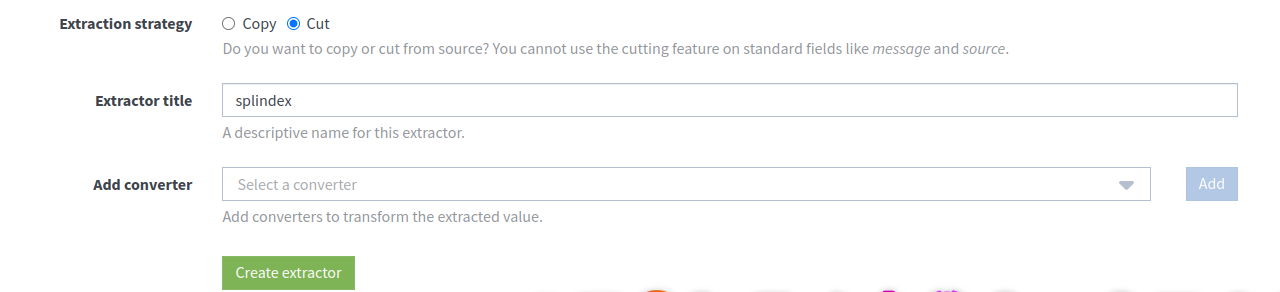 Extraction strategy Copy Cut
Do you want to copy or cut from source? You cannot use the cutting feature on standard fields like message and source.
Extractor title splindex
A descriptive name for this extractor.
Add converter Select a converter Add
Add converters to transform the extracted value.
Create extractor